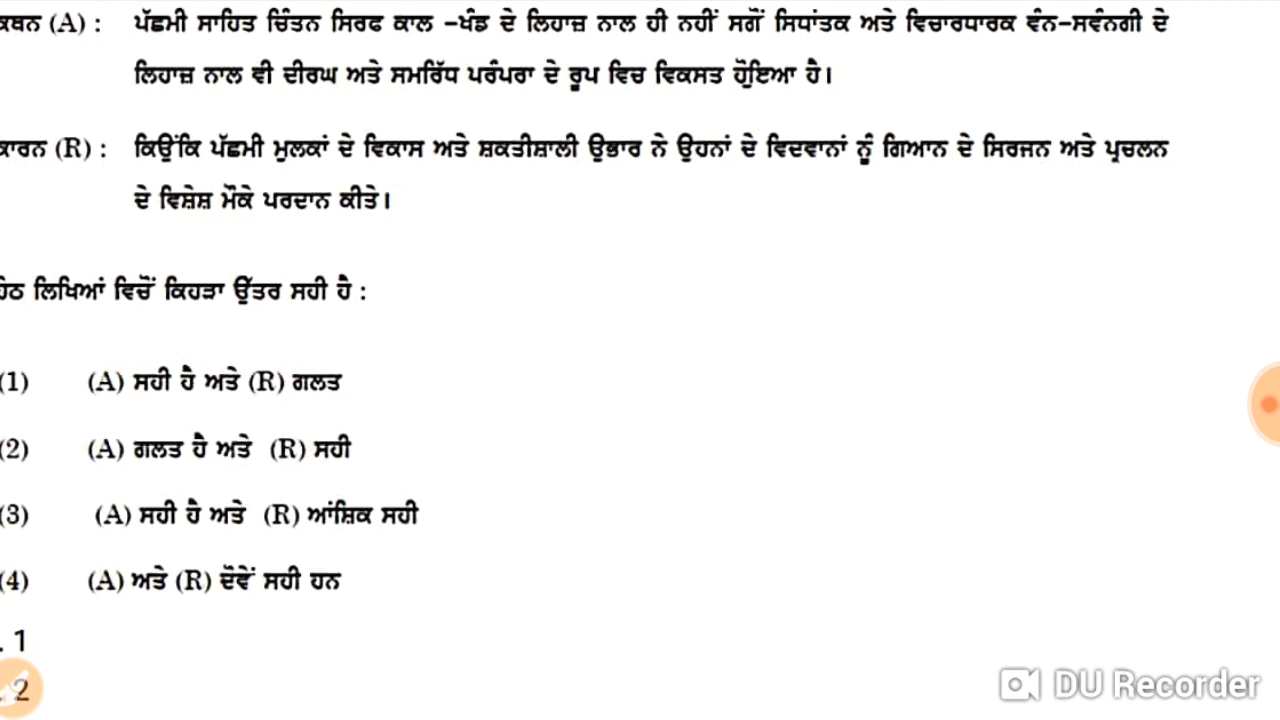 ਕਥਨ (A) : ਪੱਛਮੀ ਸਾਹਿਤ ਚਿੰਤਨ ਸਿਰਫ ਕਾਲ -ਖੰਡ ਦੇ ਲਿਹਾਜ਼ ਨਾਲ ਹੀ ਨਹੀਂ ਸਗੋਂ ਸਿਧਾਂਤਕ ਅਤੇ ਵਿਚਾਰਧਾਰਕ ਵੰਨ-ਸਵੰਨਗੀ ਦੇ
ਲਿਹਾਜ਼ ਨਾਲ ਵੀ ਦੀਰਘ ਅਤੇ ਸਮਰਿੱਧ ਪਰੰਪਰਾ ਦੇ ਰੂਪ ਵਿਚ ਵਿਕਸਤ ਹੋਇਆ ਹੈ।
ਕਾਰਨ (R) : ਕਿਉਂਕਿ ਪੱਛਮੀ ਮੁਲਕਾਂ ਦੇ ਵਿਕਾਸ ਅਤੇ ਸ਼ਕਤੀਸ਼ਾਲੀ ਉਭਾਰ ਨੇ ਉਹਨਾਂ ਦੇ ਵਿਦਵਾਨਾਂ ਨੂੰ ਗਿਆਨ ਦੇ ਸਿਰਜਨ ਅਤੇ ਪ੍ਰਚਲਨ
ਦੇ ਵਿਸ਼ੇਸ਼ ਮੌਕੇ ਪਰਦਾਨ ਕੀਤੇ।
ਹੇਠ ਲਿਖਿਆਂ ਵਿਚੋਂ ਕਿਹੜਾ ਉੱਤਰ ਸਹੀ ਹੈ :
(1) (A) ਸਹੀ ਹੈ ਅਤੇ (R) ਗਲਤ
(2) (A) ਗਲਤ ਹੈ ਅਤੇ (R) ਸਹੀ
(3) (A) ਸਹੀ ਹੈ ਅਤੇ (R) ਆਂਸ਼ਿਕ ਸਹੀ
(4) (A) ਅਤੇ (R) ਦੋਵੇਂ ਸਹੀ ਹਨ
. 1
. 2
DU Recorder